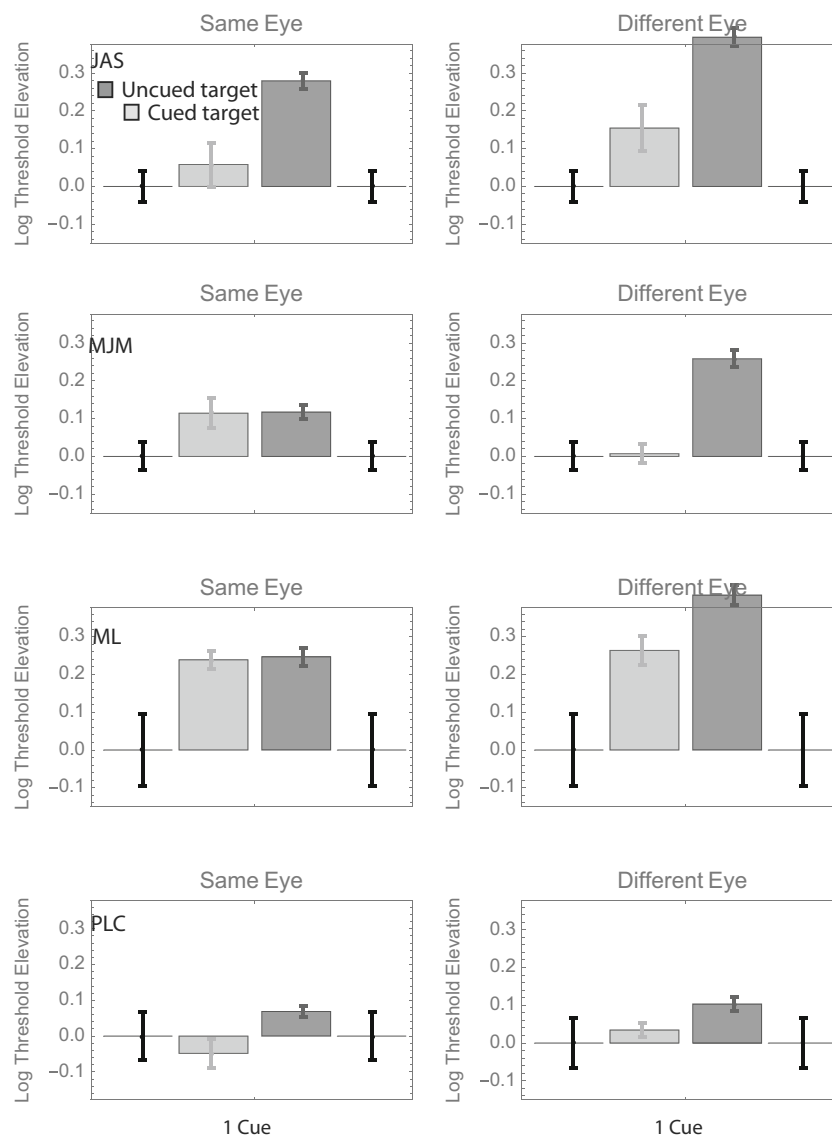 Same Eye
Different Eye
Log Threshold Elevation
0.3
0.2
0.1
0.0
−0.1
JAS
Uncued target
Cued target
Log Threshold Elevation
0.3
0.2
0.1
0.0
−0.1
Same Eye
Different Eye
Log Threshold Elevation
0.3
0.2
0.1
0.0
−0.1
MJM
Log Threshold Elevation
0.3
0.2
0.1
0.0
−0.1
Same Eye
Different Eye
Log Threshold Elevation
0.3
0.2
0.1
0.0
−0.1
ML
Log Threshold Elevation
0.3
0.2
0.1
0.0
−0.1
Same Eye
Different Eye
Log Threshold Elevation
0.3
0.2
0.1
0.0
−0.1
PLC
Log Threshold Elevation
0.3
0.2
0.1
0.0
−0.1
1 Cue
1 Cue